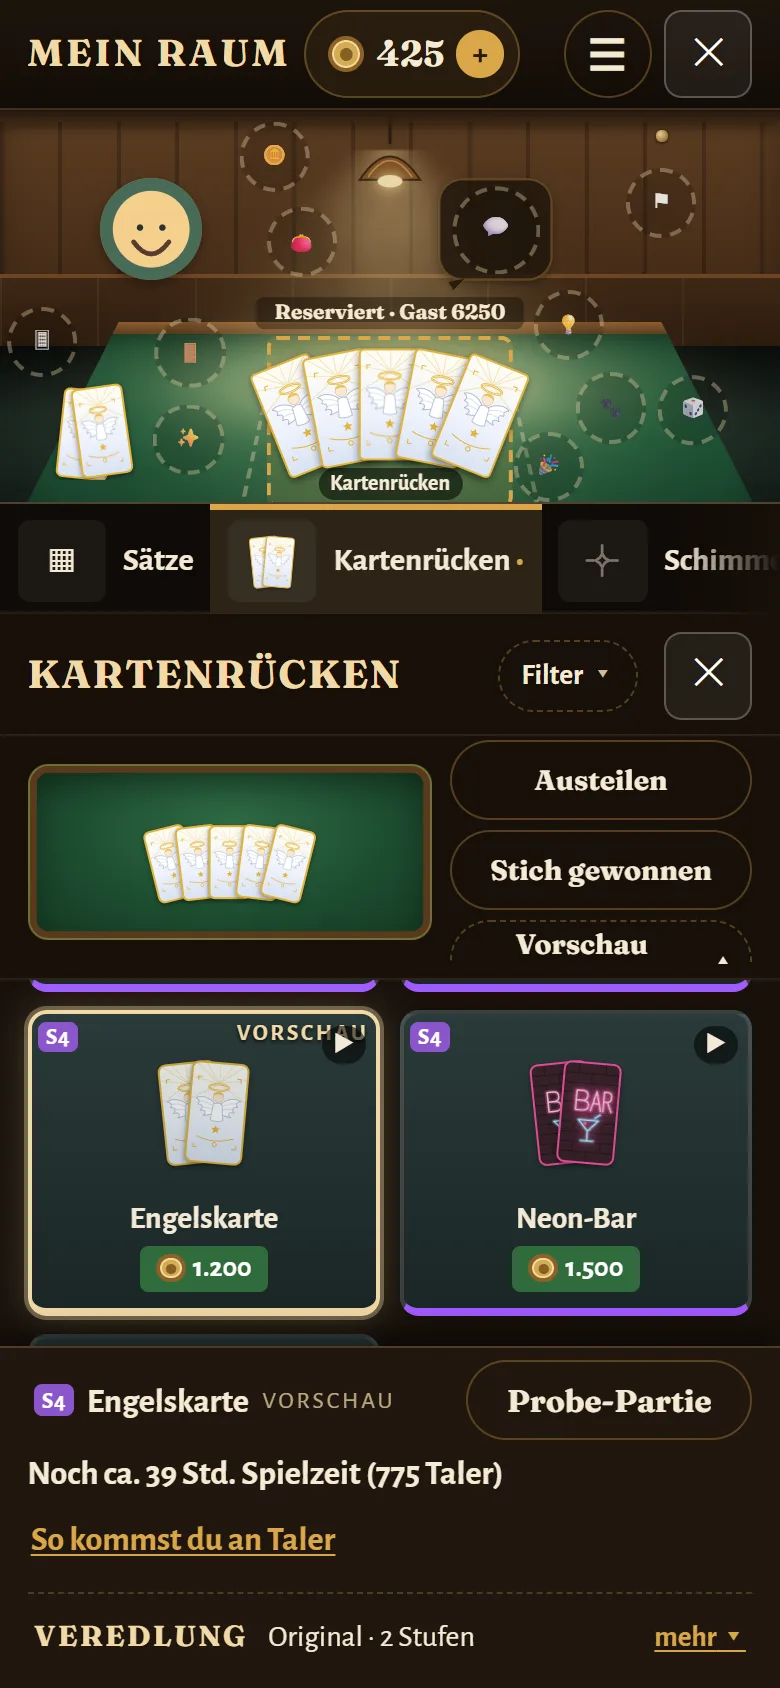 MEIN RAUM
425 +
Reserviert · Gast 6250
Kartenrücken
Sätze
Kartenrücken
Schimm
KARTENRÜCKEN
Filter
Austeilen
Stich gewonnen
Vorschau
S4
VORSCHAU
S4
BAR
Engelskarte
Neon-Bar
1.200
1.500
S4 Engelskarte VORSCHAU
Probe-Partie
Noch ca. 39 Std. Spielzeit (775 Taler)
So kommst du an Taler
VEREDLUNG Original · 2 Stufen
mehr